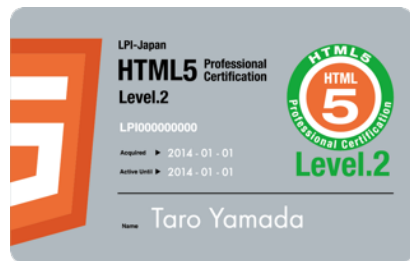 LPI-Japan
HTML5 Professional Certification
Level.2
LPI000000000
Acquired ▶ 2014 - 01 - 01
Active Until ▶ 2014 - 01 - 01
Name Taro Yamada
HTML5
Professional Certification
HTML
5
Level.2